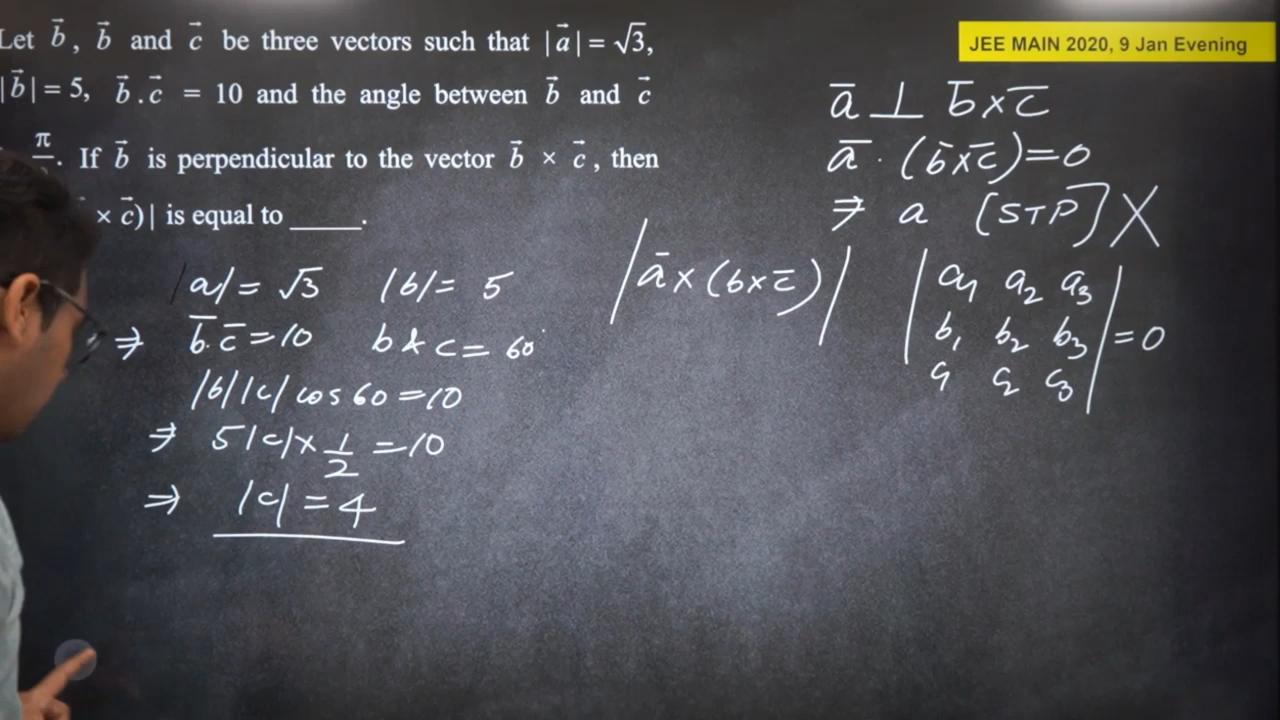 Let b⃗, b⃗ and c⃗ be three vectors such that |a⃗| = √3,
|b⃗| = 5, b⃗.c⃗ = 10 and the angle between b⃗ and c⃗
π. If b⃗ is perpendicular to the vector b⃗ × c⃗, then
× c⃗)| is equal to _____.
JEE MAIN 2020, 9 Jan Evening
a̅ ⊥ b̅×c̅
a̅ · (b̅×c̅)=0
⇒ a [STP] X
|a| = √3 |b| = 5
⇒ b̅.c̅ = 10 b & c = 60°
|b||c| cos 60 = 10
⇒ 5|c| × 1/2 = 10
⇒ |c| = 4
|a̅ × (b×c̅)|
|a₁ a₂ a₃|
|b₁ b₂ b₃| = 0
|c₁ c₂ c₃|